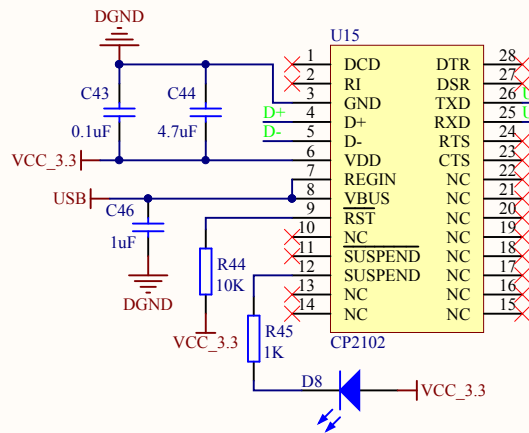 DGND
U15
1 DCD DTR 28
2 RI DSR 27
C43 C44 3 GND TXD 26 U
D+ 4 D+ RXD 25 U
0.1uF 4.7uF D- 5 D- RTS 24
VCC_3.3 6 VDD CTS 23
7 REGIN NC 22
USB C46 8 VBUS NC 21
9 RST NC 20
1uF 10 NC NC 19
11 SUSPEND NC 18
R44 12 SUSPEND NC 17
10K 13 NC NC 16
DGND 14 NC NC 15
R45 CP2102
VCC_3.3 1K
D8 VCC_3.3